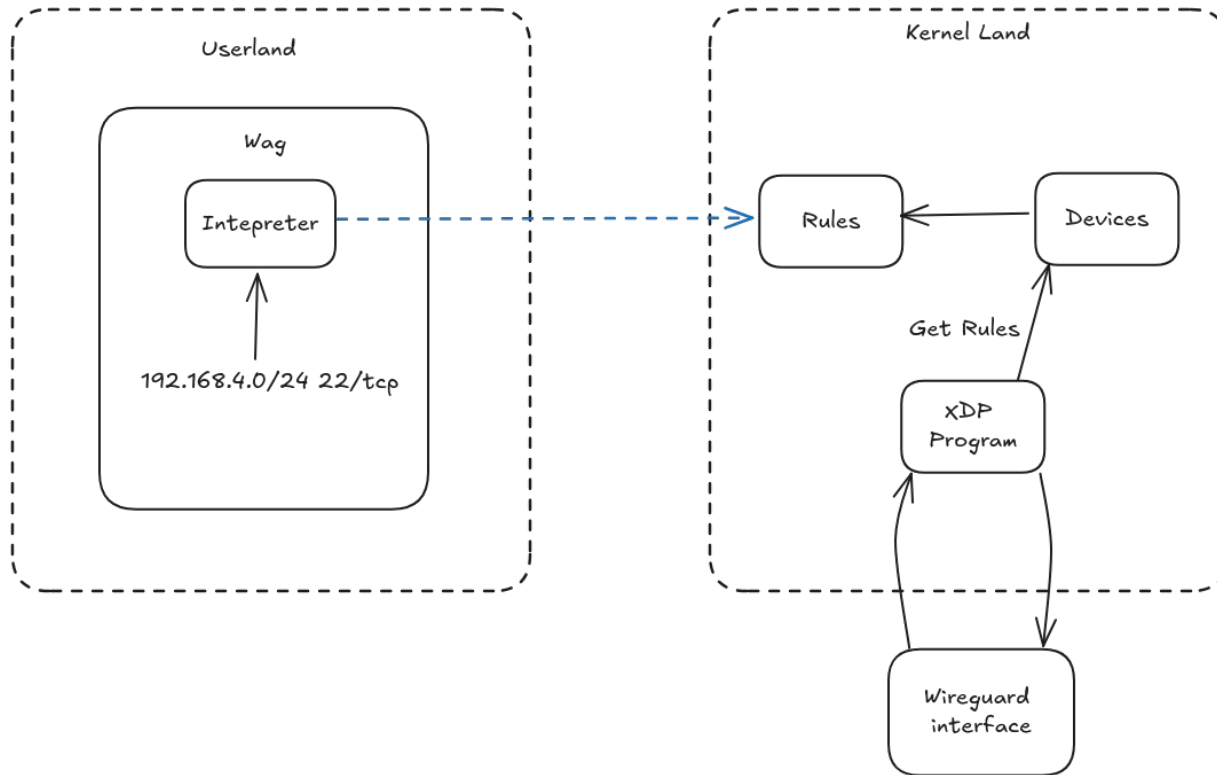 Userland
Kernel Land
Wag
Intepreter
Rules
Devices
Get Rules
192.168.4.0/24 22/tcp
XDP
Program
Wireguard
interface